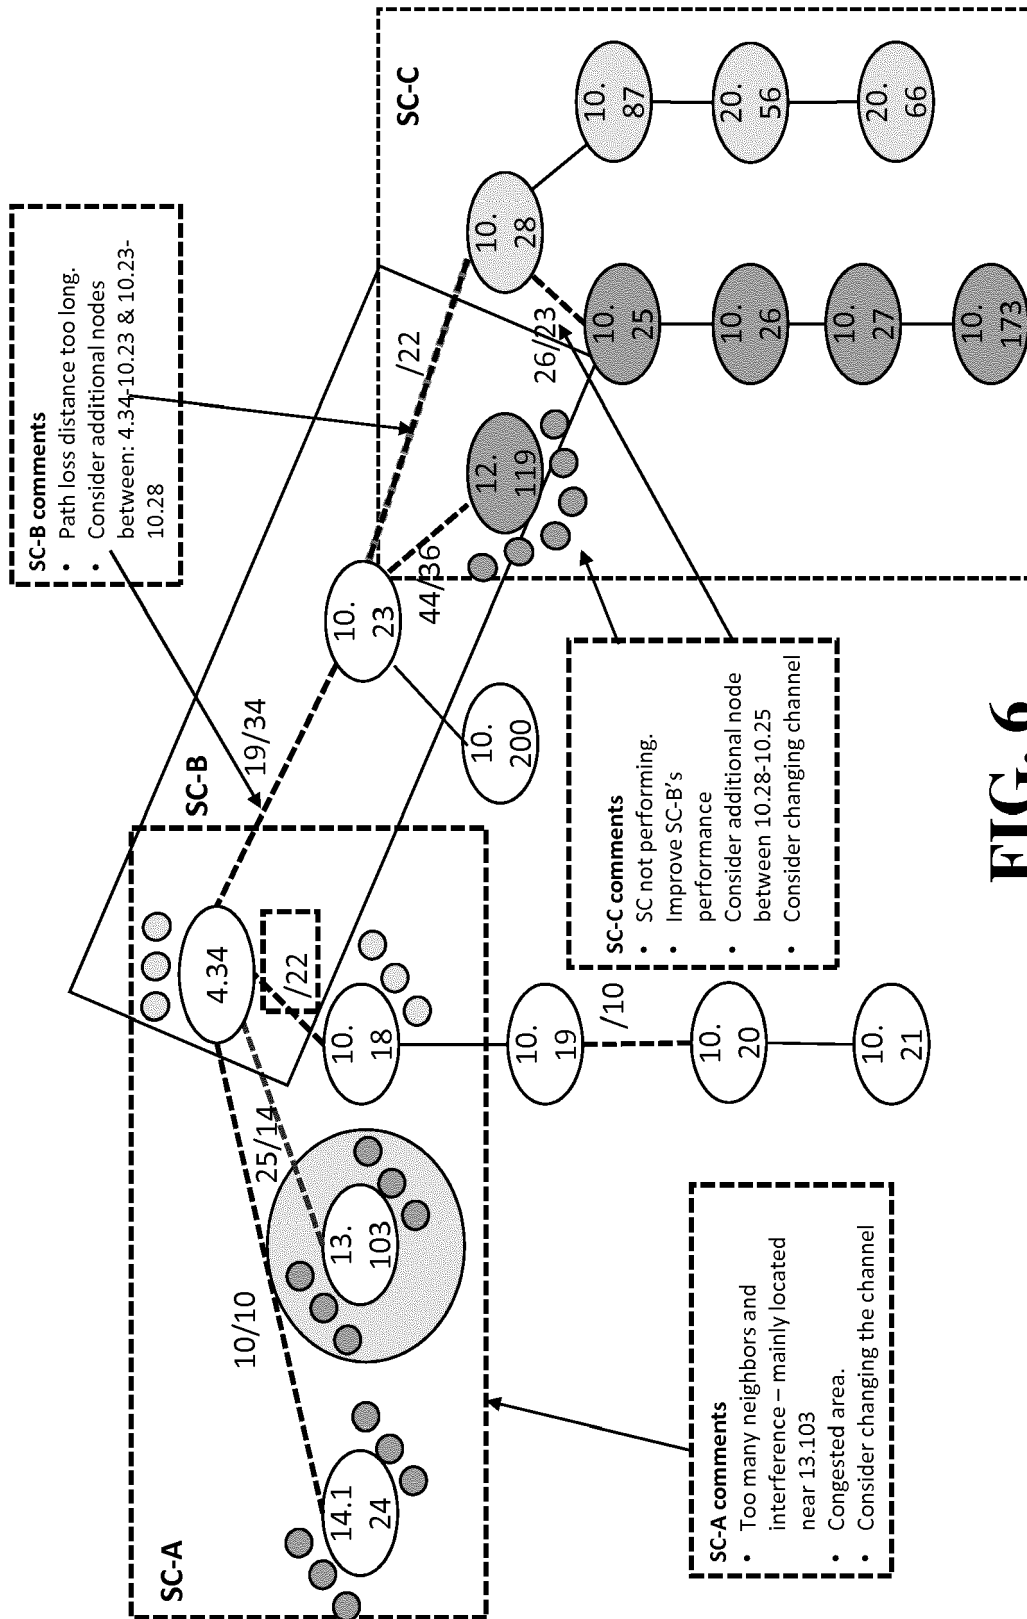 SC-A
14.1
24
10/10
13.
103
25/14
4.34
/22
10.
18
10.
19
/10
10.
20
10.
21
SC-B
19/34
10.
23
10.
200
44/36
/22
SC-C
12.
119
10.
28
26/23
10.
25
10.
26
10.
27
10.
173
10.
87
20.
56
20.
66
SC-B comments
• Path loss distance too long.
• Consider additional nodes
between: 4.34-10.23 & 10.23-
10.28
SC-A comments
• Too many neighbors and
interference – mainly located
near 13.103
• Congested area.
• Consider changing the channel
SC-C comments
• SC not performing.
• Improve SC-B’s
performance
• Consider additional node
between 10.28-10.25
• Consider changing channel
FIG. 6